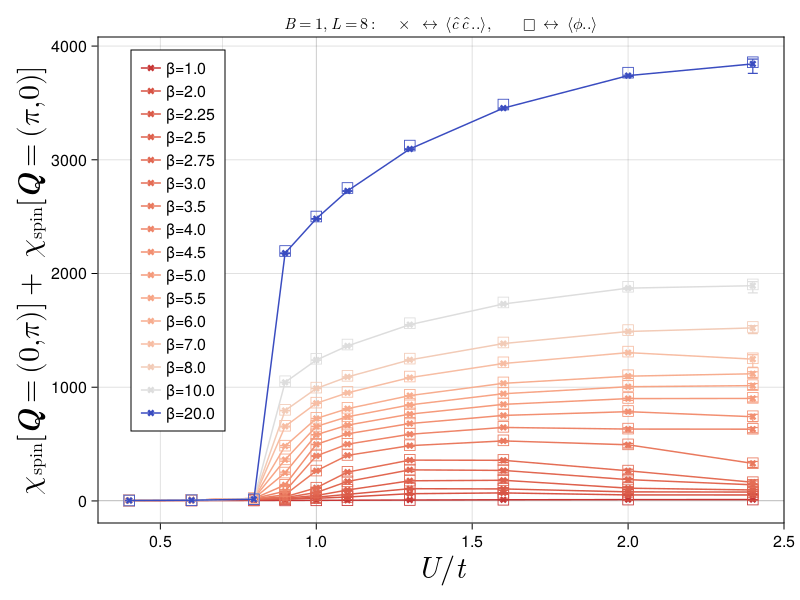 B = 1, L = 8 :   × ↔ ⟨ĉ ĉ ..⟩,   □ ↔ ⟨ϕ..⟩
χ_spin[Q = (0,π)] + χ_spin[Q = (π,0)]
4000
3000
2000
1000
0
β=1.0
β=2.0
β=2.25
β=2.5
β=2.75
β=3.0
β=3.5
β=4.0
β=4.5
β=5.0
β=5.5
β=6.0
β=7.0
β=8.0
β=10.0
β=20.0
0.5 1.0 1.5 2.0 2.5
U/t